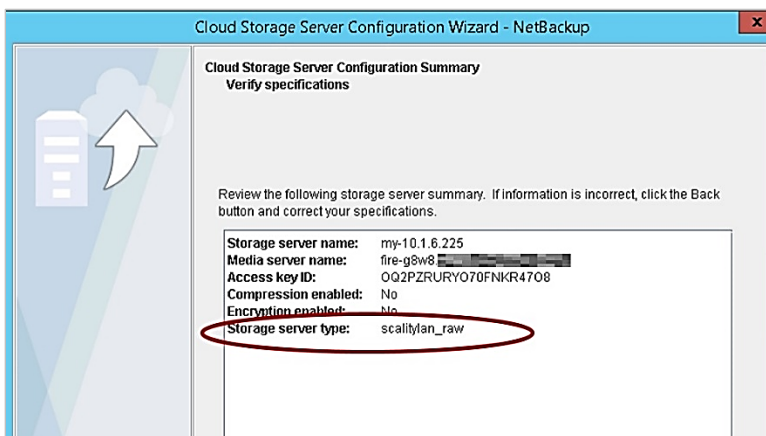 Cloud Storage Server Configuration Wizard - NetBackup
x
Cloud Storage Server Configuration Summary
Verify specifications
Review the following storage server summary. If information is incorrect, click the Back
button and correct your specifications.
Storage server name: my-10.1.6.225
Media server name: fire-g8w8
Access key ID: OQ2PZRURYO70FNKR47O8
Compression enabled: No
Encryption enabled: No
Storage server type: scalitylan_raw